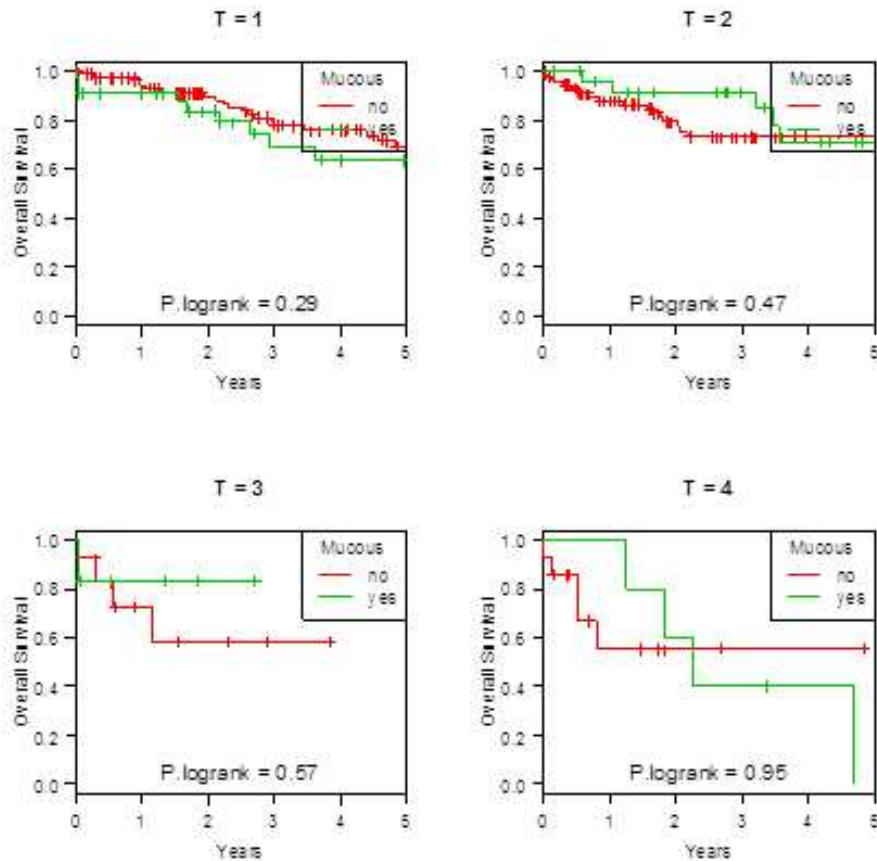 T = 1
T = 2
1.0
0.8
0.6
0.4
0.2
0.0
Overall Survival
Mucous
no
yes
P.logrank = 0.29
0 1 2 3 4 5
Years
1.0
0.8
0.6
0.4
0.2
0.0
Overall Survival
Mucous
no
yes
P.logrank = 0.47
0 1 2 3 4 5
Years
T = 3
T = 4
1.0
0.8
0.6
0.4
0.2
0.0
Overall Survival
Mucous
no
yes
P.logrank = 0.57
0 1 2 3 4 5
Years
1.0
0.8
0.6
0.4
0.2
0.0
Overall Survival
Mucous
no
yes
P.logrank = 0.95
0 1 2 3 4 5
Years